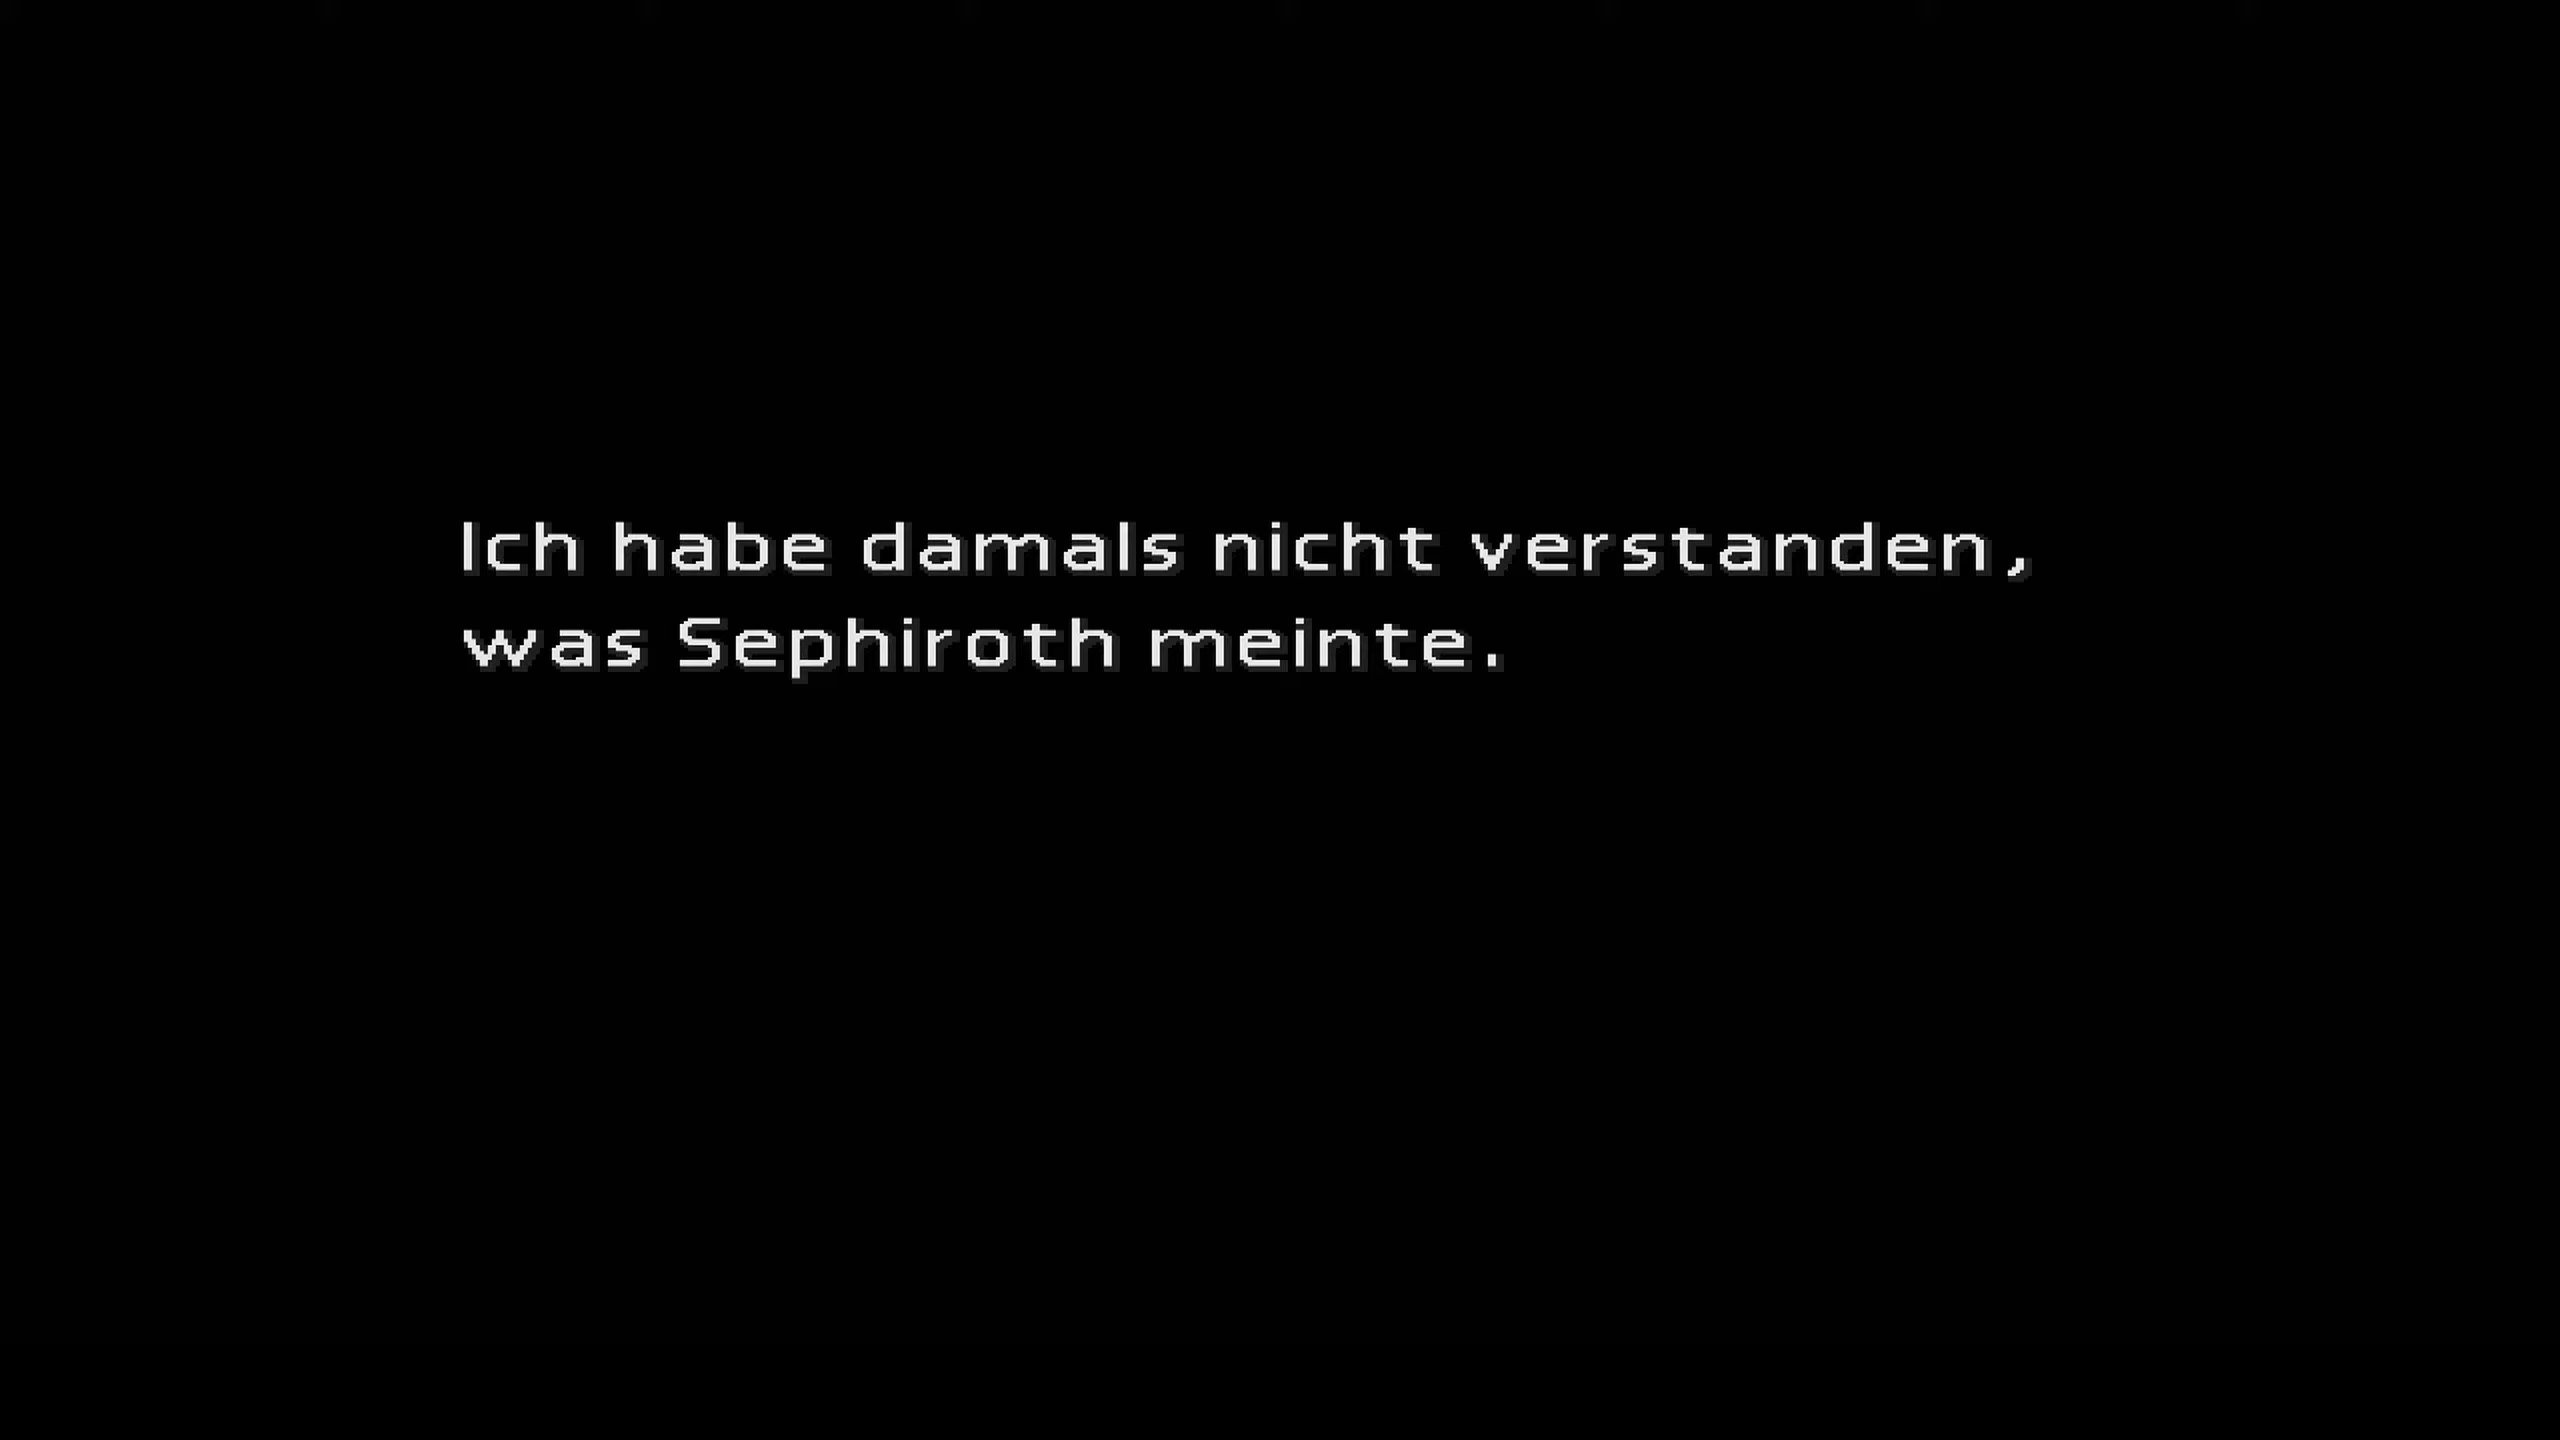 Ich habe damals nicht verstanden,
was Sephiroth meinte.